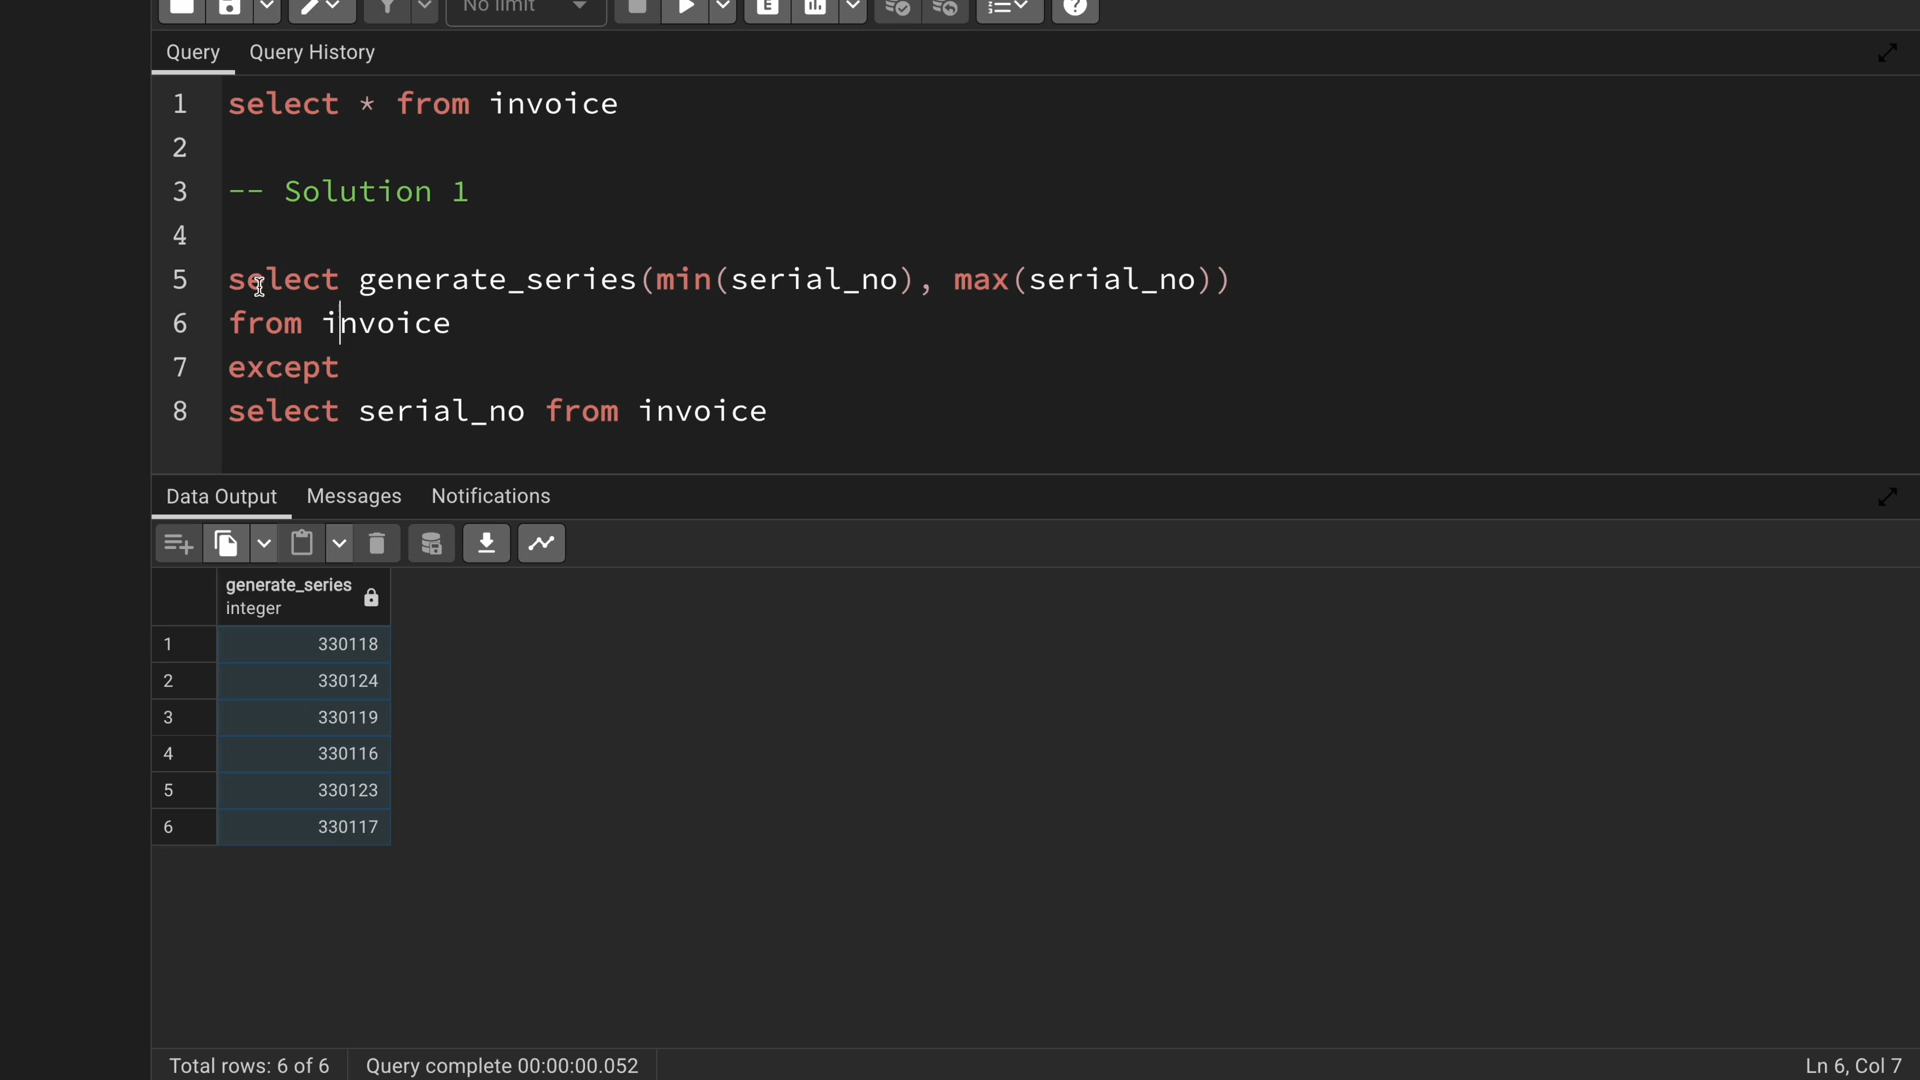 No limit
E
?
Query Query History
1 select * from invoice
2
3 -- Solution 1
4
5 select generate_series(min(serial_no), max(serial_no))
6 from invoice
7 except
8 select serial_no from invoice
Data Output Messages Notifications
generate_series
integer
1 330118
2 330124
3 330119
4 330116
5 330123
6 330117
Total rows: 6 of 6 Query complete 00:00:00.052 Ln 6, Col 7